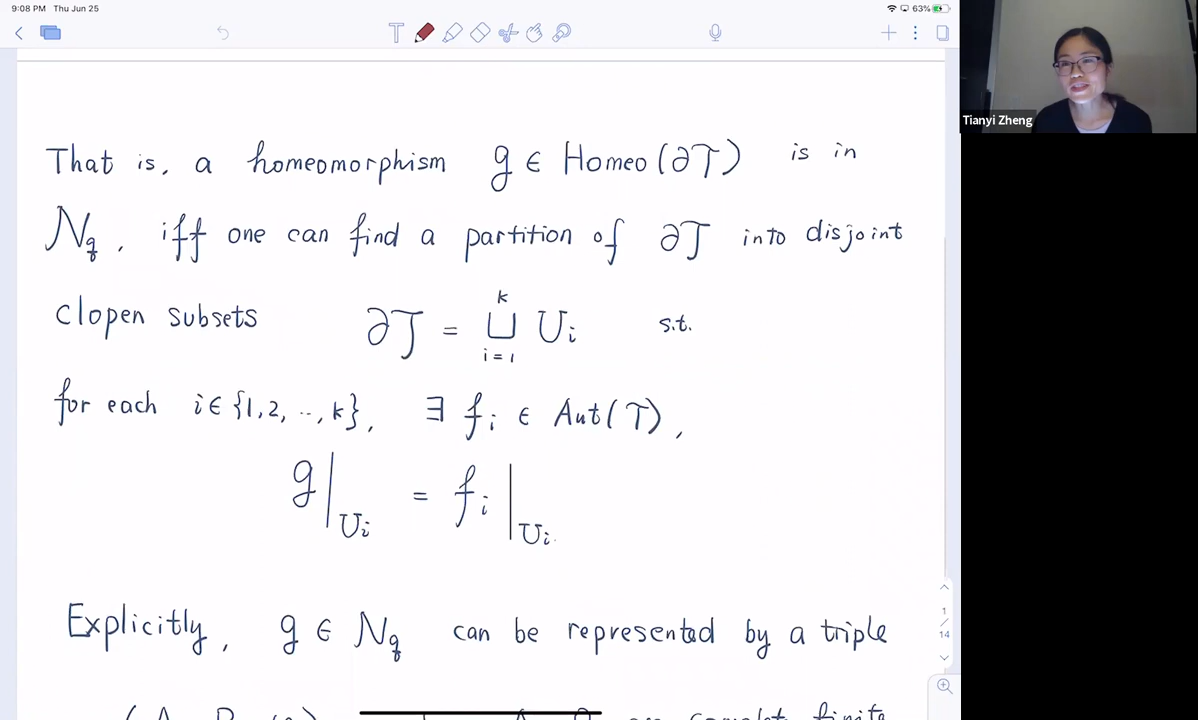 9:08 PM Thu Jun 25
63%
Tianyi Zheng
That is, a homeomorphism g ∈ Homeo(∂T) is in
N_q, iff one can find a partition of ∂T into disjoint
clopen subsets ∂T = ⊔_{i=1}^{k} U_i s.t.
for each i ∈ {1,2, ..., k}, ∃ f_i ∈ Aut(T),
g|_{U_i} = f_i|_{U_i}.
Explicitly, g ∈ N_q can be represented by a triple
1
/
14